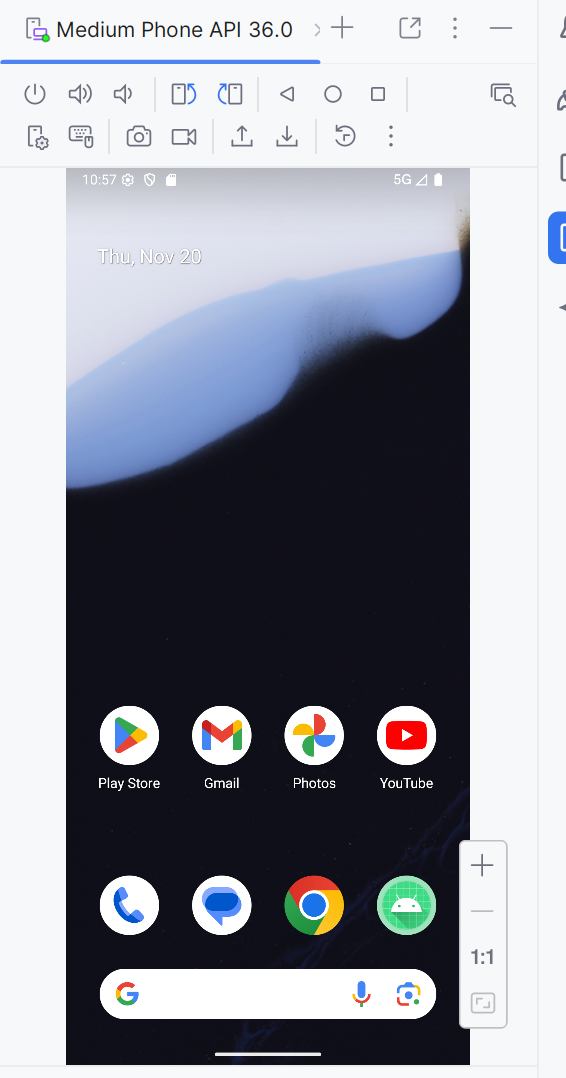 Medium Phone API 36.0
10:57
5G
Thu, Nov 20
Play Store
Gmail
Photos
YouTube
1:1